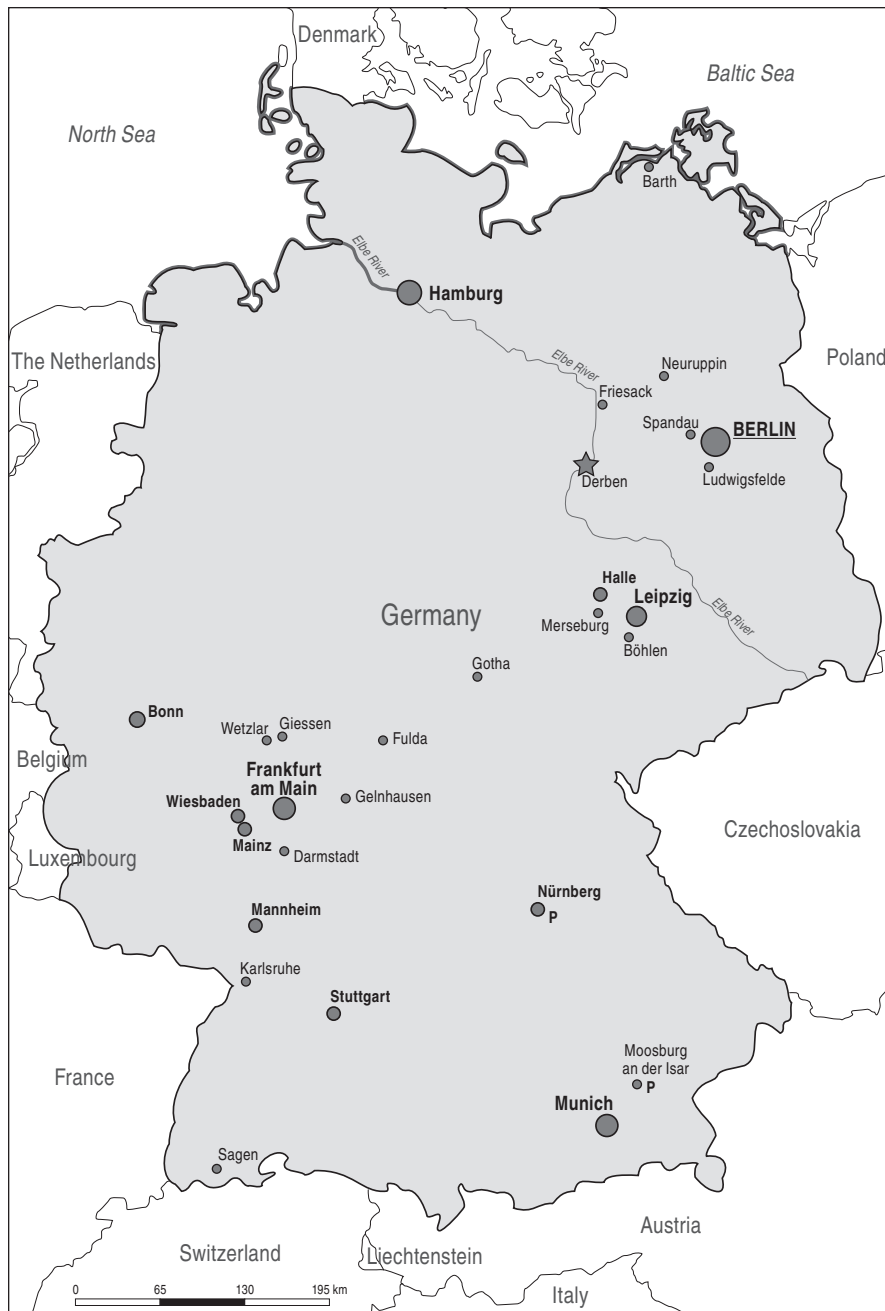 Denmark
Baltic Sea
North Sea
Barth
Elbe River
Hamburg
The Netherlands
Elbe River
Neuruppin
Poland
Friesack
Spandau
BERLIN
Derben
Ludwigsfelde
Halle
Leipzig
Germany
Merseburg
Elbe River
Böhlen
Gotha
Bonn
Wetzlar
Giessen
Fulda
Belgium
Frankfurt
am Main
Gelnhausen
Wiesbaden
Mainz
Czechoslovakia
Luxembourg
Darmstadt
Nürnberg
P
Mannheim
Karlsruhe
Stuttgart
Moosburg
an der Isar
P
France
Munich
Sagen
Austria
Switzerland
Liechtenstein
Italy
0 65 130 195 km